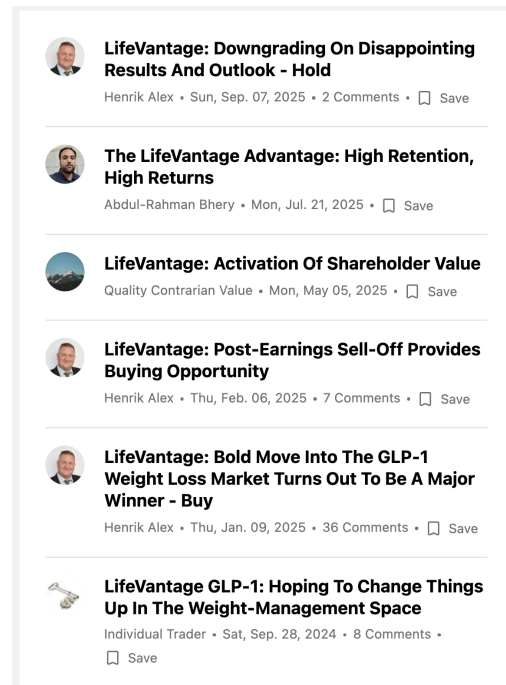 LifeVantage: Downgrading On Disappointing
Results And Outlook - Hold
Henrik Alex • Sun, Sep. 07, 2025 • 2 Comments • Save
The LifeVantage Advantage: High Retention,
High Returns
Abdul-Rahman Bhery • Mon, Jul. 21, 2025 • Save
LifeVantage: Activation Of Shareholder Value
Quality Contrarian Value • Mon, May 05, 2025 • Save
LifeVantage: Post-Earnings Sell-Off Provides
Buying Opportunity
Henrik Alex • Thu, Feb. 06, 2025 • 7 Comments • Save
LifeVantage: Bold Move Into The GLP-1
Weight Loss Market Turns Out To Be A Major
Winner - Buy
Henrik Alex • Thu, Jan. 09, 2025 • 36 Comments • Save
LifeVantage GLP-1: Hoping To Change Things
Up In The Weight-Management Space
Individual Trader • Sat, Sep. 28, 2024 • 8 Comments •
Save